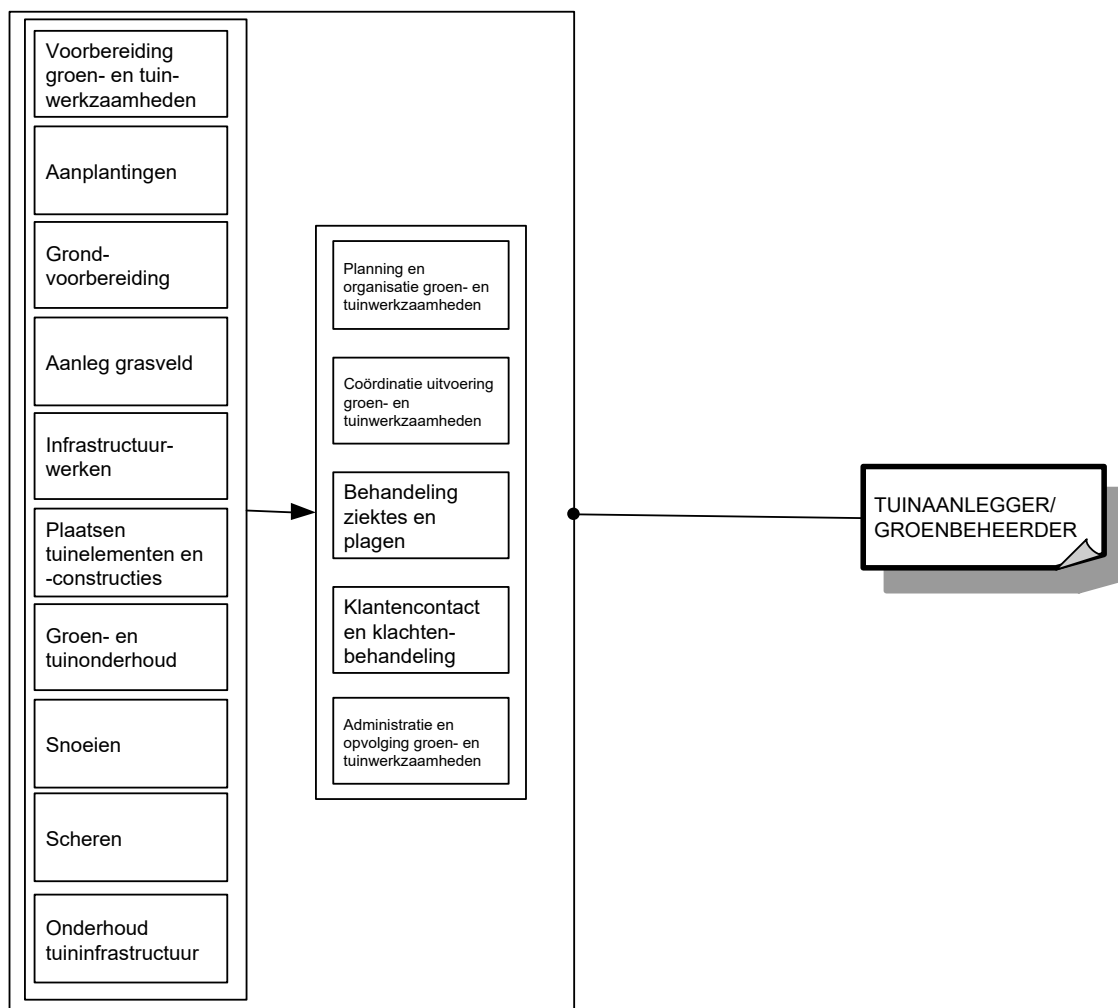 Voorbereiding
groen- en tuin-
werkzaamheden
Aanplantingen
Grond-
voorbereiding
Aanleg grasveld
Infrastructuur-
werken
Plaatsen
tuinelementen en
-constructies
Groen- en
tuinonderhoud
Snoeien
Scheren
Onderhoud
tuininfrastructuur
Planning en
organisatie groen- en
tuinwerkzaamheden
Coördinatie uitvoering
groen- en
tuinwerkzaamheden
Behandeling
ziektes en
plagen
Klantencontact
en klachten-
behandeling
Administratie en
opvolging groen- en
tuinwerkzaamheden
TUINAANLEGGER/
GROENBEHEERDER